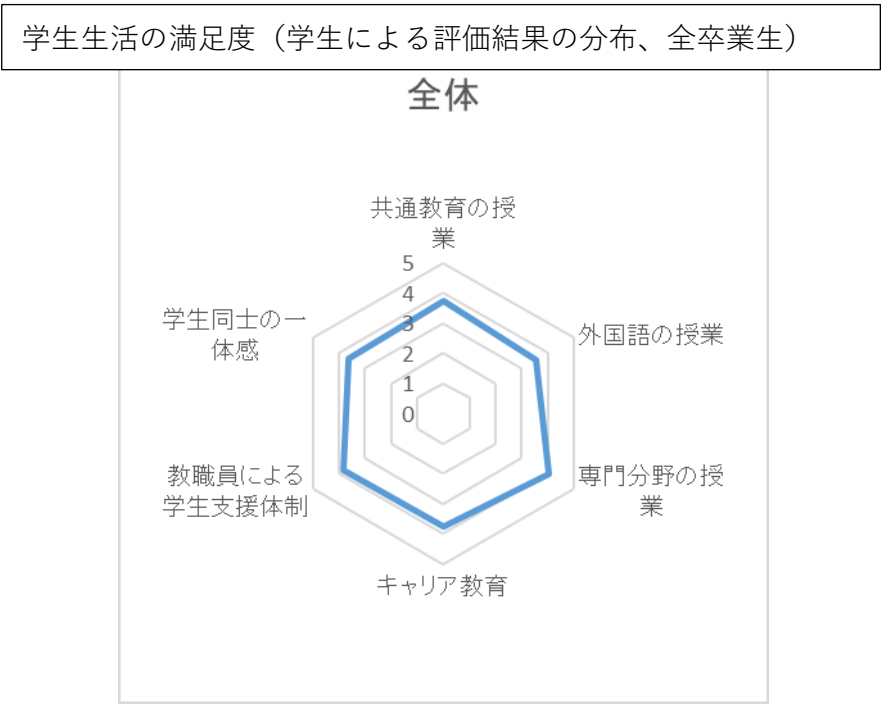 学生生活の満足度（学生による評価結果の分布、全卒業生）
全体
共通教育の授
業
5
4
3
2
1
0
外国語の授業
専門分野の授
業
キャリア教育
教職員による
学生支援体制
学生同士の一
体感